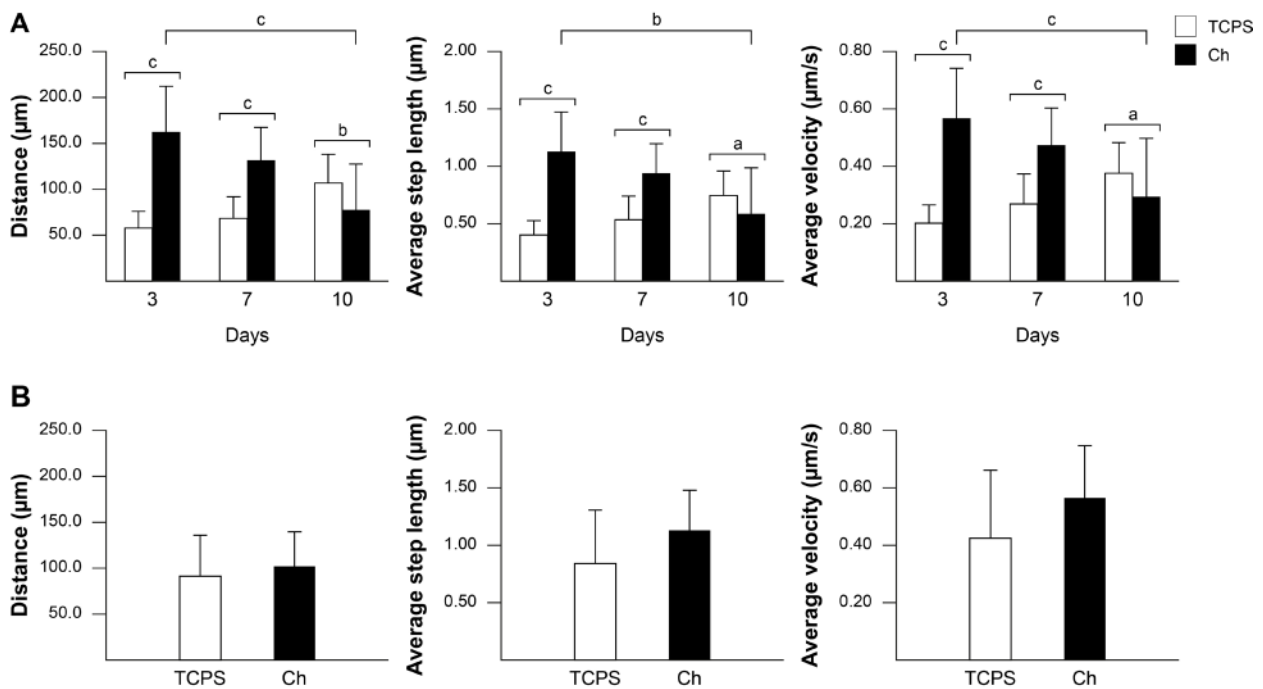 A
TCPS
Ch
Distance (μm)
250.0
200.0
150.0
100.0
50.0
c
c
c
b
3
7
10
Days
Average step length (μm)
2.00
1.50
1.00
0.50
b
c
c
a
3
7
10
Days
Average velocity (μm/s)
0.80
0.60
0.40
0.20
c
c
c
a
3
7
10
Days
B
Distance (μm)
250.0
200.0
150.0
100.0
50.0
TCPS
Ch
Average step length (μm)
2.00
1.50
1.00
0.50
TCPS
Ch
Average velocity (μm/s)
0.80
0.60
0.40
0.20
TCPS
Ch